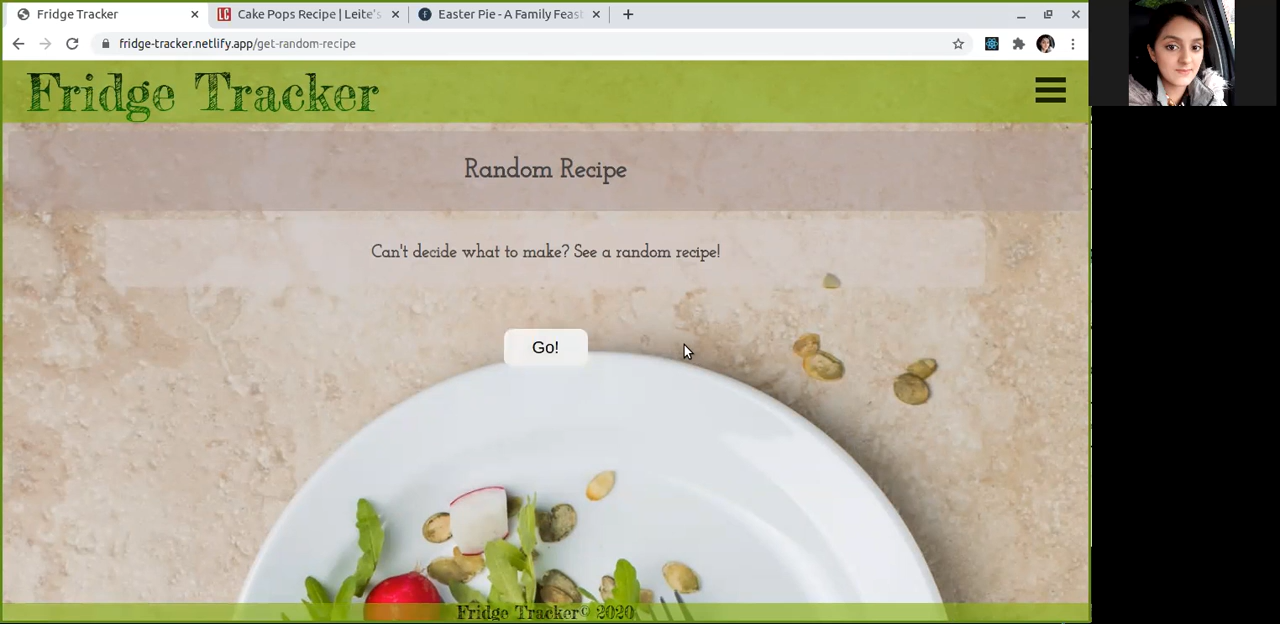 Fridge Tracker
Cake Pops Recipe | Leite's
Easter Pie - A Family Feast
fridge-tracker.netlify.app/get-random-recipe
Fridge Tracker
Random Recipe
Can't decide what to make? See a random recipe!
Go!
Fridge Tracker© 2020